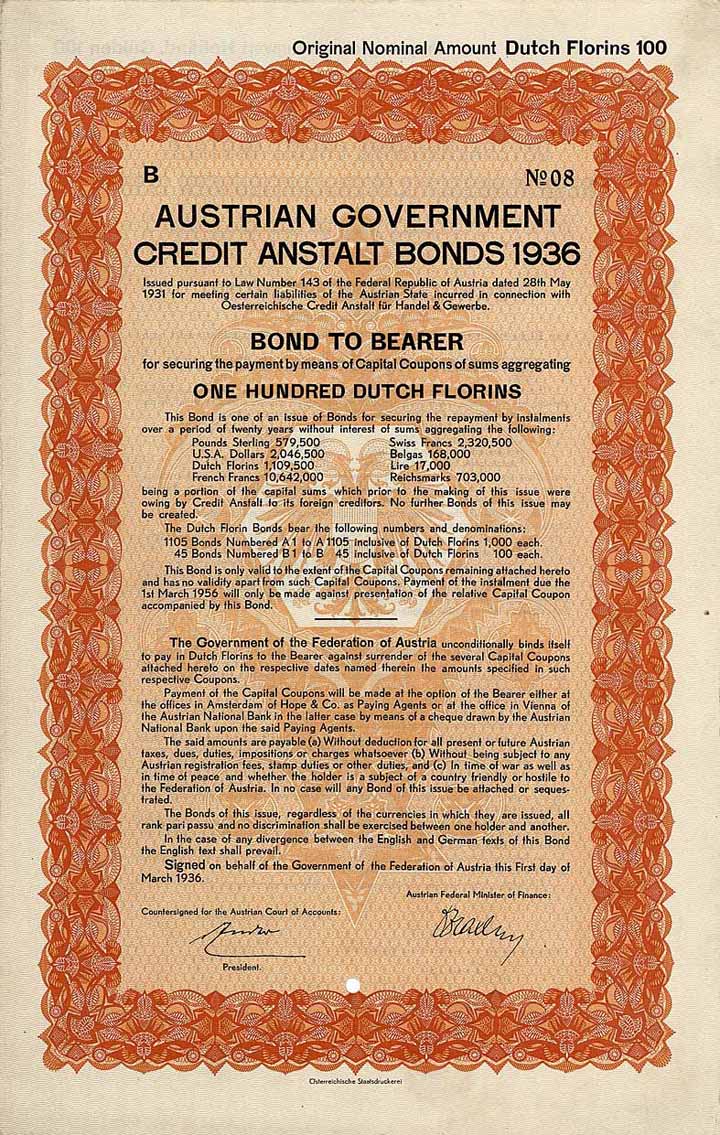 Original Nominal Amount Dutch Florins 100
B
№ 08
AUSTRIAN GOVERNMENT
CREDIT ANSTALT BONDS 1936
Issued pursuant to Law Number 143 of the Federal Republic of Austria dated 28th May
1931 for meeting certain liabilities of the Austrian State incurred in connection with
Oesterreichische Credit Anstalt für Handel & Gewerbe.
BOND TO BEARER
for securing the payment by means of Capital Coupons of sums aggregating
ONE HUNDRED DUTCH FLORINS
This Bond is one of an issue of Bonds for securing the repayment by instalments
over a period of twenty years without interest of sums aggregating the following:
Pounds Sterling 579,500 Swiss Francs 2,320,500
U.S.A. Dollars 2,046,500 Belgas 168,000
Dutch Florins 1,109,500 Lire 17,000
French Francs 10,642,000 Reichsmarks 703,000
being a portion of the capital sums which prior to the making of this issue were
owing by Credit Anstalt to its foreign creditors. No further Bonds of this issue may
be created.
The Dutch Florin Bonds bear the following numbers and denominations:
1105 Bonds Numbered A 1 to A 1105 inclusive of Dutch Florins 1,000 each.
45 Bonds Numbered B 1 to B 45 inclusive of Dutch Florins 100 each.
This Bond is only valid to the extent of the Capital Coupons remaining attached hereto
and has no validity apart from such Capital Coupons. Payment of the instalment due the
1st March 1956 will only be made against presentation of the relative Capital Coupon
accompanied by this Bond.
The Government of the Federation of Austria unconditionally binds itself
to pay in Dutch Florins to the Bearer against surrender of the several Capital Coupons
attached hereto on the respective dates named therein the amounts specified in such
respective Coupons.
Payment of the Capital Coupons will be made at the option of the Bearer either at
the offices in Amsterdam of Hope & Co. as Paying Agents or at the office in Vienna of
the Austrian National Bank in the latter case by means of a cheque drawn by the Austrian
National Bank upon the said Paying Agents.
The said amounts are payable (a) Without deduction for all present or future Austrian
taxes, dues, duties, impositions or charges whatsoever (b) Without being subject to any
Austrian registration fees, stamp duties or other duties, and (c) In time of war as well as
in time of peace and whether the holder is a subject of a country friendly or hostile to
the Federation of Austria. In no case will any Bond of this issue be attached or seques-
trated.
The Bonds of this issue, regardless of the currencies in which they are issued, all
rank pari passu and no discrimination shall be exercised between one holder and another.
In the case of any divergence between the English and German texts of this Bond
the English text shall prevail.
Signed on behalf of the Government of the Federation of Austria this First day of
March 1936.
Austrian Federal Minister of Finance:
Countersigned for the Austrian Court of Accounts:
President.
Österreichische Staatsdruckerei